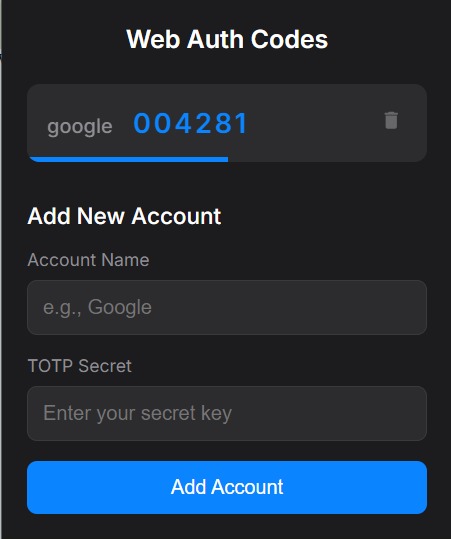 Web Auth Codes
google 004281
Add New Account
Account Name
e.g., Google
TOTP Secret
Enter your secret key
Add Account